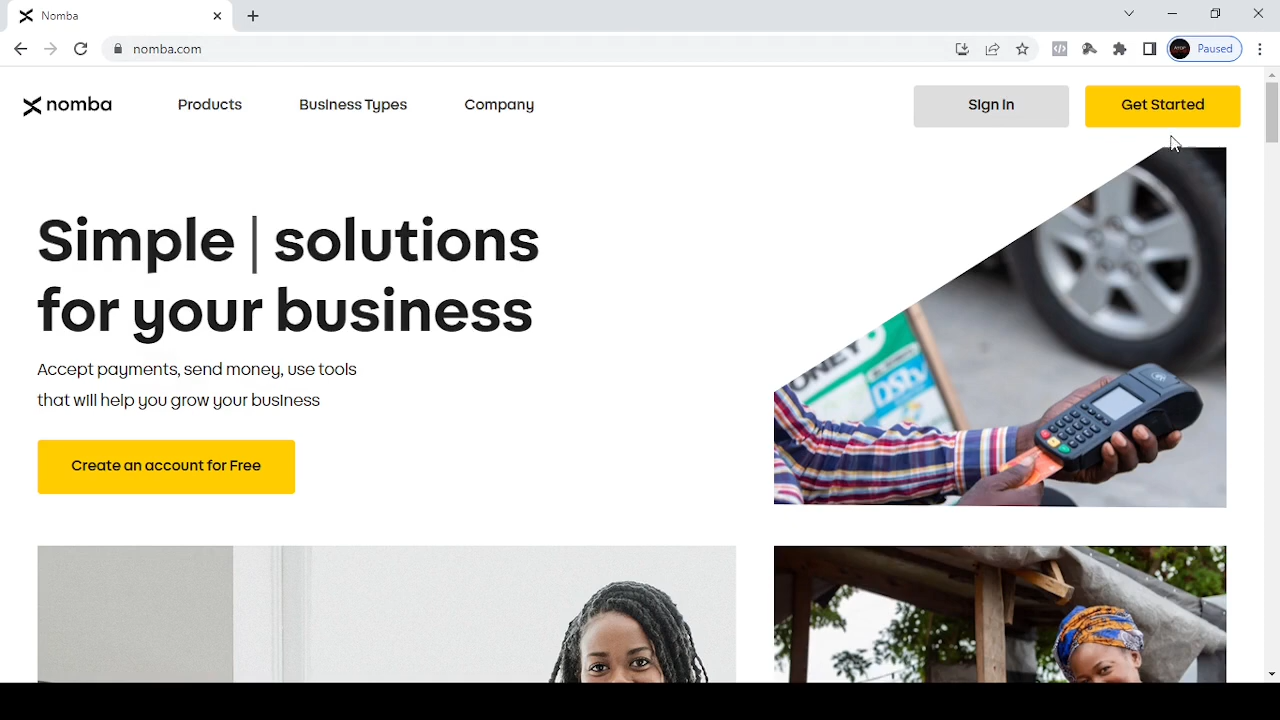 Nomba
nomba.com
Paused
nomba
Products
Business Types
Company
Sign In
Get Started
Simple | solutions
for your business
Accept payments, send money, use tools
that will help you grow your business
Create an account for Free
DStv